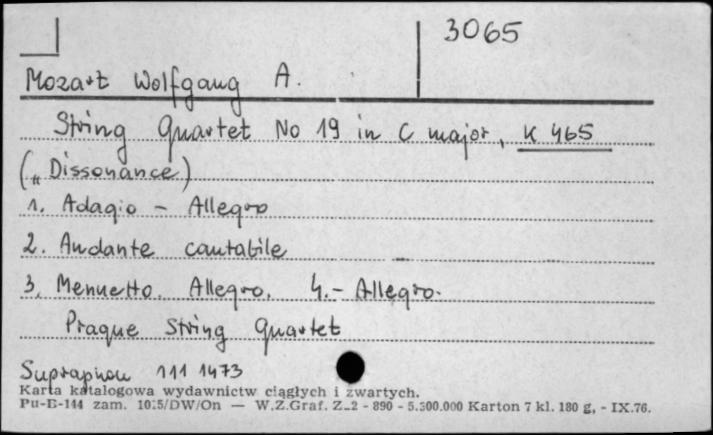 3065
Mozart Wolfgang A.
String Quartet No 19 in C major, K 465
(„Dissonance)
1. Adagio – Allegro
2. Andante cantabile
3. Menuetto. Allegro. 4.- Allegro.
Prague String Quartet
Supraphon 111 1473
Karta katalogowa wydawnictw ciągłych i zwartych.
Pu-E-144 zam. 1015/DW/On — W.Z.Graf. Z-2 - 890 - 5.300.000 Karton 7 kl. 180 g, - IX.76.